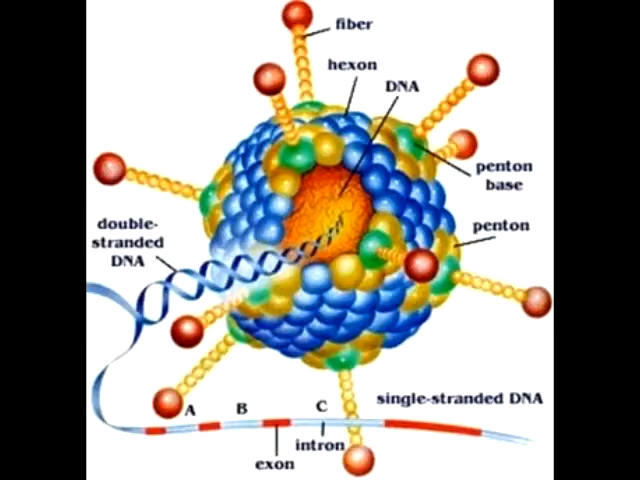 fiber
hexon
DNA
penton
base
penton
double-
stranded
DNA
single-stranded DNA
A B C
intron
exon